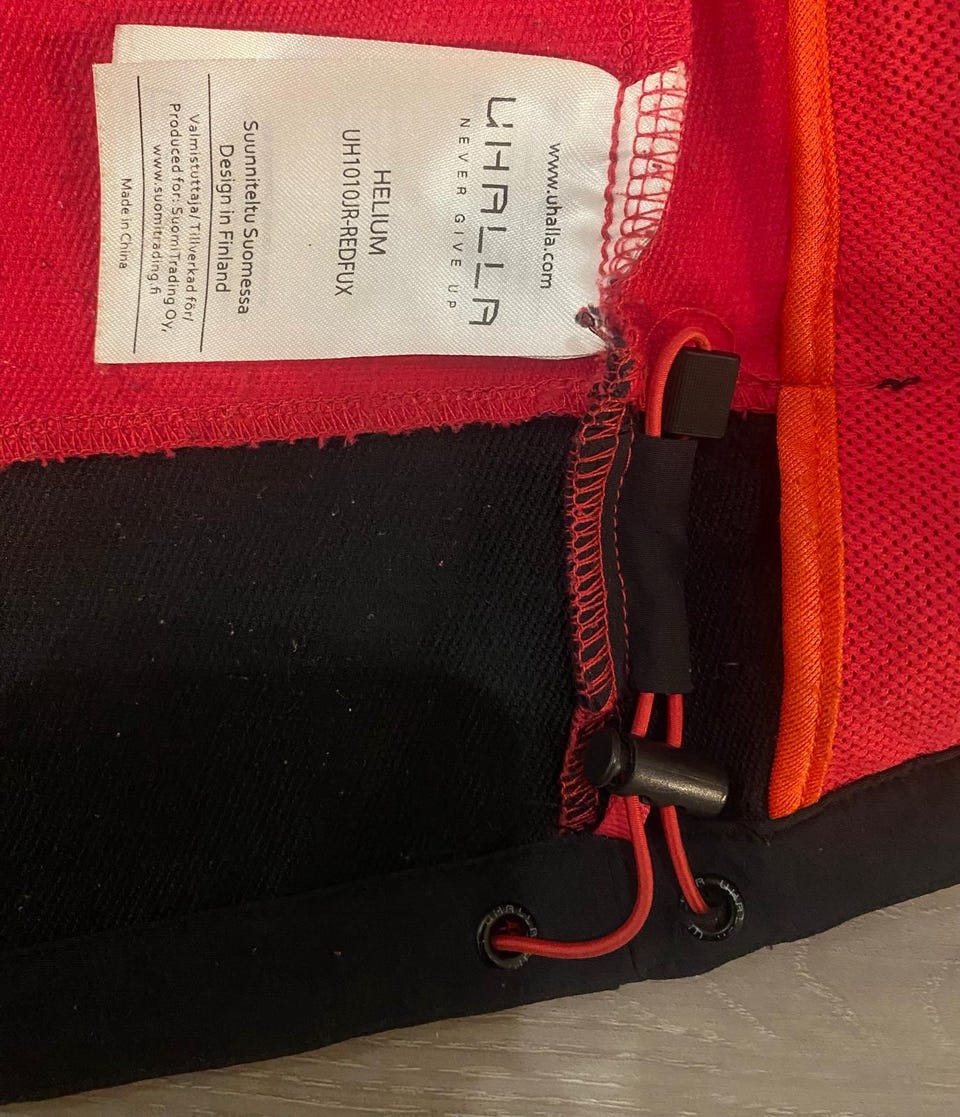 www.uhalla.com
UHALLA
NEVER GIVE UP
HELIUM
UH1010JR-REDFUX
Suunniteltu Suomessa
Design in Finland
Valmistuttaja/ Tillverkad för/
Produced for: Suomi Trading Oy,
www.suomitrading.fi
Made in China
UHALLA